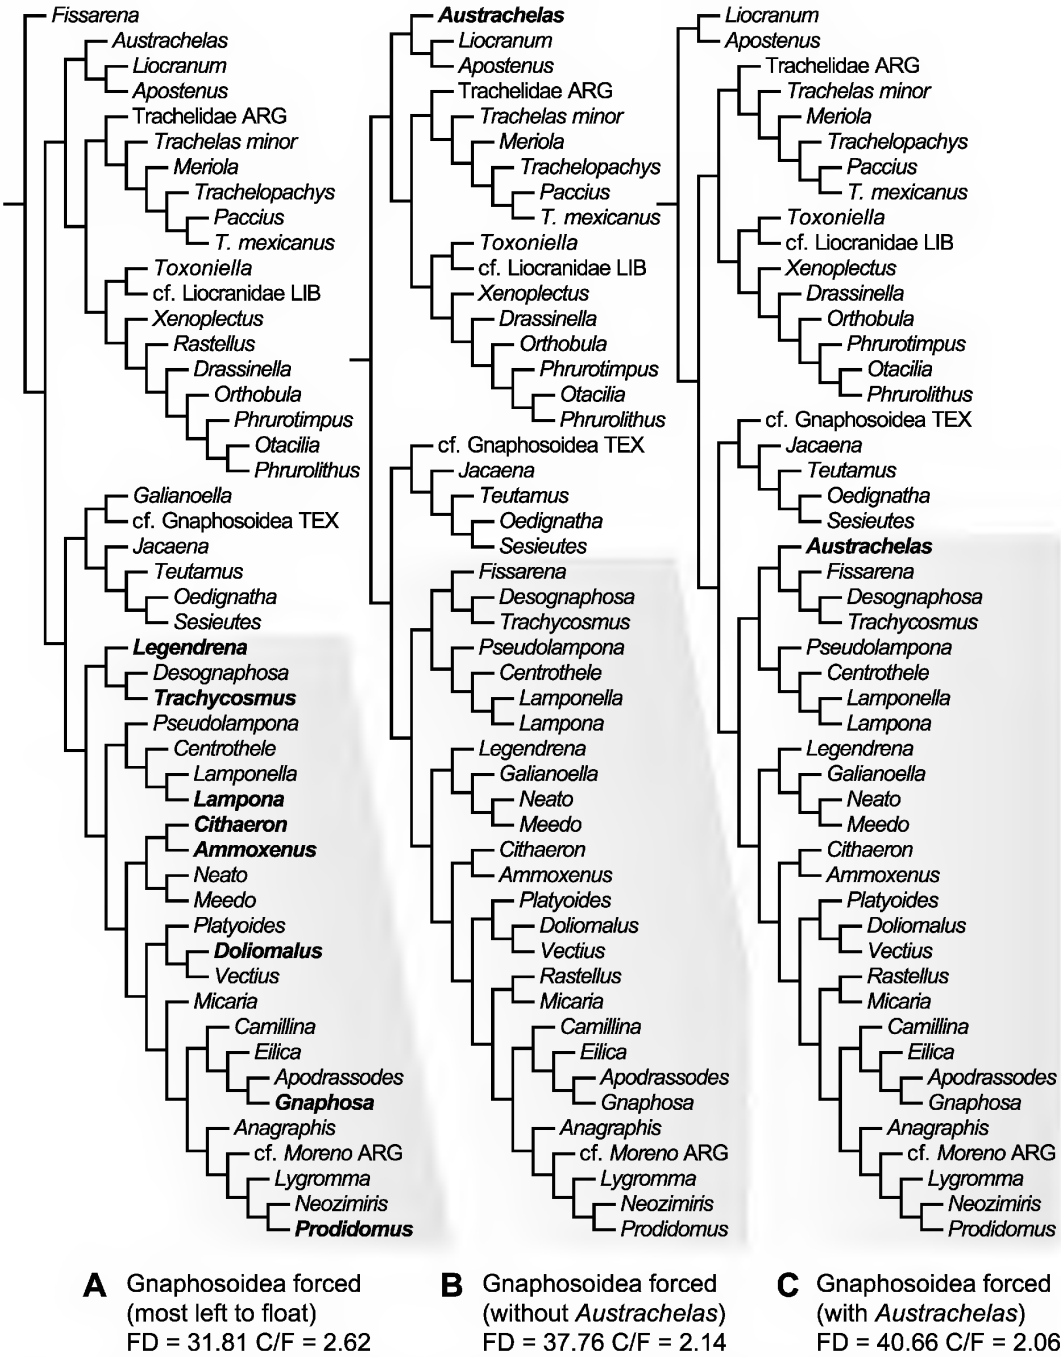 Fissarena
Austrachelas
Liocranum
Apostenus
Trachelidae ARG
Trachelas minor
Meriola
Trachelopachys
Paccius
T. mexicanus
Toxoniella
cf. Liocranidae LIB
Xenoplectus
Rastellus
Drassinella
Orthobula
Phrurotimpus
Otacilia
Phrurolithus
Galianoella
cf. Gnaphosoidea TEX
Jacaena
Teutamus
Oedignatha
Sesieutes
Legendrena
Desognaphosa
Trachycosmus
Pseudolampona
Centrothele
Lamponella
Lampona
Cithaeron
Ammoxenus
Neato
Meedo
Platyoides
Doliomalus
Vectius
Micaria
Camillina
Eilica
Apodrassodes
Gnaphosa
Anagraphis
cf. Moreno ARG
Lygromma
Neozimiris
Prodidomus
A Gnaphosoidea forced
(most left to float)
FD = 31.81 C/F = 2.62
Austrachelas
Liocranum
Apostenus
Trachelidae ARG
Trachelas minor
Meriola
Trachelopachys
Paccius
T. mexicanus
Toxoniella
cf. Liocranidae LIB
Xenoplectus
Drassinella
Orthobula
Phrurotimpus
Otacilia
Phrurolithus
cf. Gnaphosoidea TEX
Jacaena
Teutamus
Oedignatha
Sesieutes
Fissarena
Desognaphosa
Trachycosmus
Pseudolampona
Centrothele
Lamponella
Lampona
Legendrena
Galianoella
Neato
Meedo
Cithaeron
Ammoxenus
Platyoides
Doliomalus
Vectius
Rastellus
Micaria
Camillina
Eilica
Apodrassodes
Gnaphosa
Anagraphis
cf. Moreno ARG
Lygromma
Neozimiris
Prodidomus
B Gnaphosoidea forced
(without Austrachelas)
FD = 37.76 C/F = 2.14
Liocranum
Apostenus
Trachelidae ARG
Trachelas minor
Meriola
Trachelopachys
Paccius
T. mexicanus
Toxoniella
cf. Liocranidae LIB
Xenoplectus
Drassinella
Orthobula
Phrurotimpus
Otacilia
Phrurolithus
cf. Gnaphosoidea TEX
Jacaena
Teutamus
Oedignatha
Sesieutes
Austrachelas
Fissarena
Desognaphosa
Trachycosmus
Pseudolampona
Centrothele
Lamponella
Lampona
Legendrena
Galianoella
Neato
Meedo
Cithaeron
Ammoxenus
Platyoides
Doliomalus
Vectius
Rastellus
Micaria
Camillina
Eilica
Apodrassodes
Gnaphosa
Anagraphis
cf. Moreno ARG
Lygromma
Neozimiris
Prodidomus
C Gnaphosoidea forced
(with Austrachelas)
FD = 40.66 C/F = 2.06